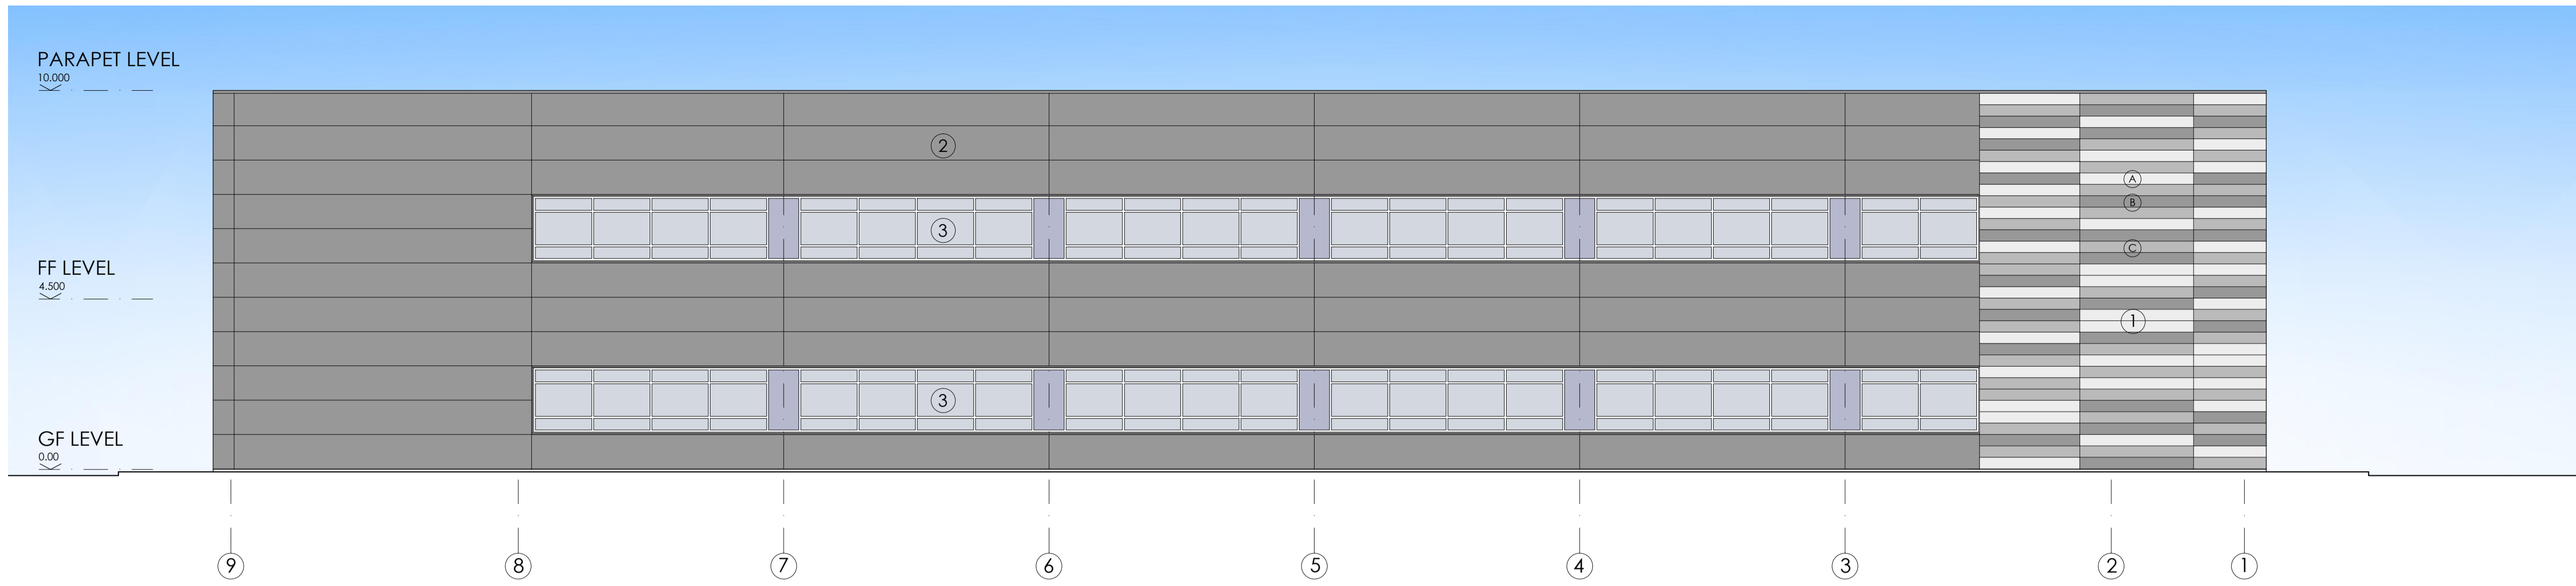 PARAPET LEVEL
10.000
2
A
B
3
C
FF LEVEL
4.500
1
3
GF LEVEL
0.00
9 8 7 6 5 4 3 2 1